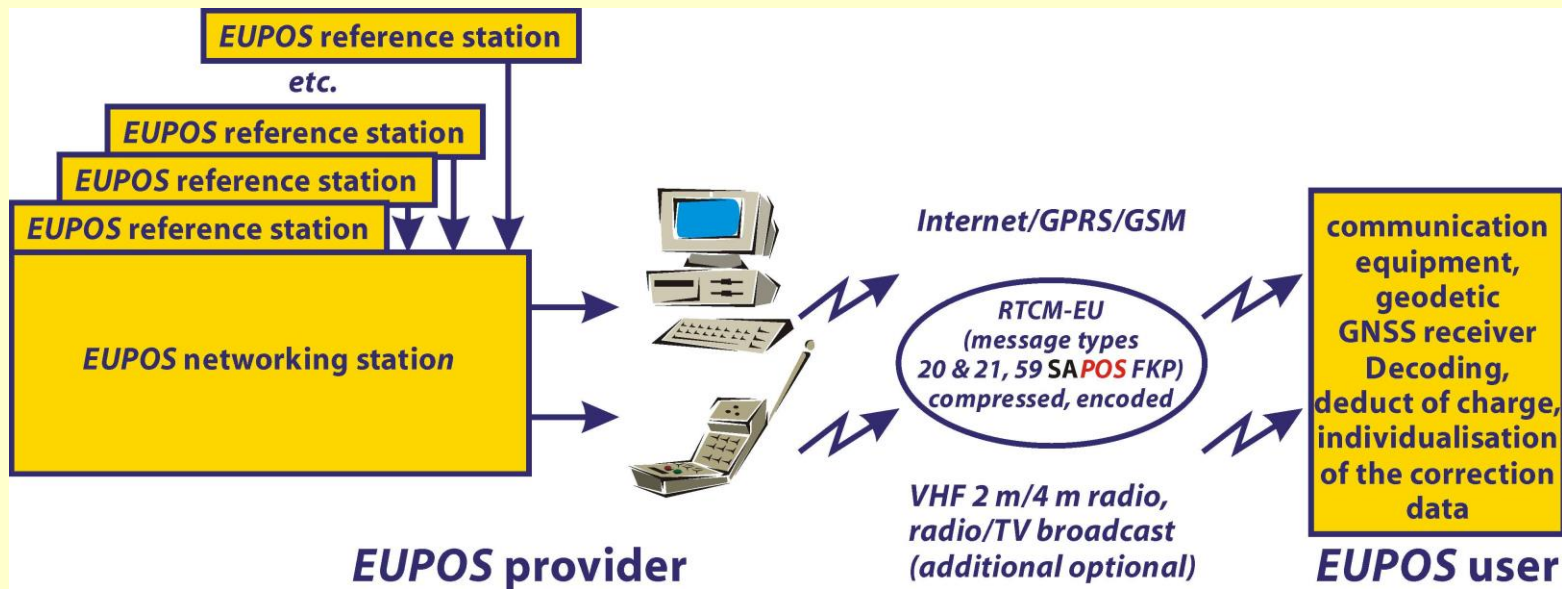 EUPOS reference station
etc.
EUPOS reference station
EUPOS reference station
EUPOS reference station
EUPOS networking station
Internet/GPRS/GSM
RTCM-EU
(message types
20 & 21, 59 SAPOS FKP)
compressed, encoded
VHF 2 m/4 m radio,
radio/TV broadcast
(additional optional)
communication
equipment,
geodetic
GNSS receiver
Decoding,
deduct of charge,
individualisation
of the correction
data
EUPOS provider
EUPOS user